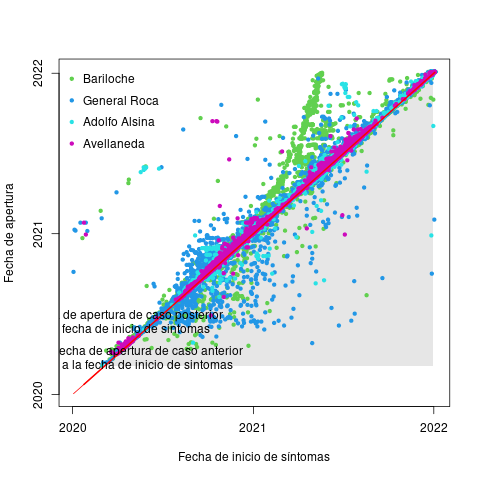 2022
Bariloche
General Roca
Adolfo Alsina
Avellaneda
Fecha de apertura
2021
de apertura de caso posterior
fecha de inicio de sintomas
echa de apertura de caso anterior
a la fecha de inicio de sintomas
2020
2020
2021
2022
Fecha de inicio de síntomas